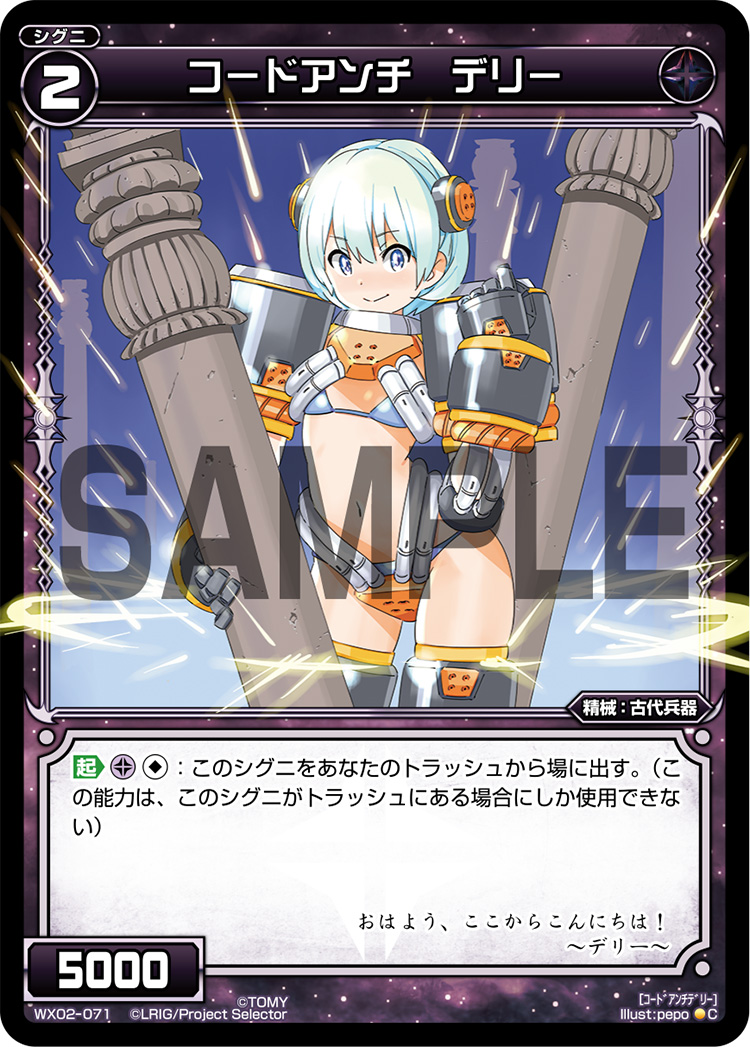 シグニ
2
コードアンチ　デリー
SAMPLE
精械：古代兵器
起 ：このシグニをあなたのトラッシュから場に出す。（こ
の能力は、このシグニがトラッシュにある場合にしか使用できな
い）
おはよう、ここからこんにちは！
～デリー～
5000
©TOMY
[ｺｰﾄﾞｱﾝﾁﾃﾞﾘｰ]
WX02-071 ©LRIG/Project Selector
Illust:pepo C